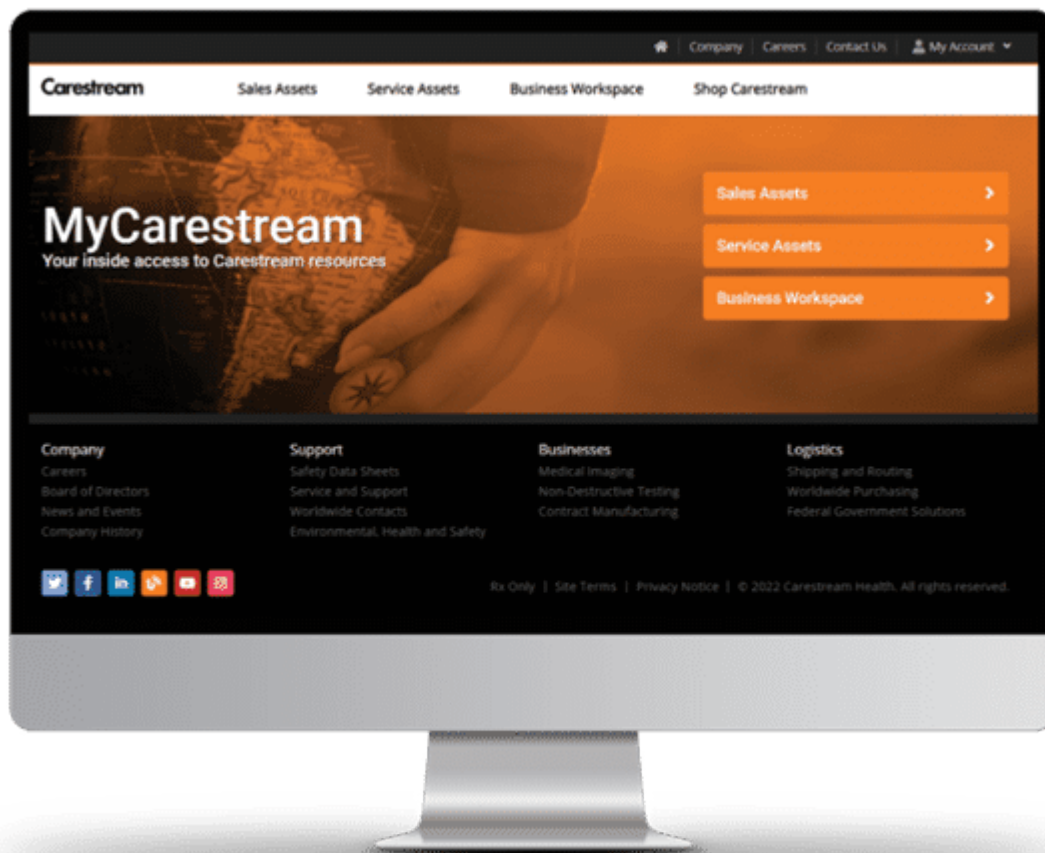 Company | Careers | Contact Us | My Account
Carestream Sales Assets Service Assets Business Workspace Shop Carestream
MyCarestream
Your inside access to Carestream resources
Sales Assets
Service Assets
Business Workspace
Company
Careers
Board of Directors
News and Events
Company History
Support
Safety Data Sheets
Service and Support
Worldwide Contacts
Environmental, Health and Safety
Businesses
Medical Imaging
Non-Destructive Testing
Contract Manufacturing
Logistics
Shipping and Routing
Worldwide Purchasing
Federal Government Solutions
Rx Only | Site Terms | Privacy Notice | © 2022 Carestream Health. All rights reserved.